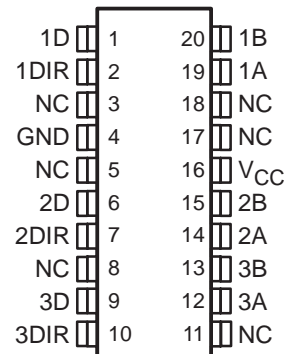 1D 1 20 1B
1DIR 2 19 1A
NC 3 18 NC
GND 4 17 NC
NC 5 16 VCC
2D 6 15 2B
2DIR 7 14 2A
NC 8 13 3B
3D 9 12 3A
3DIR 10 11 NC